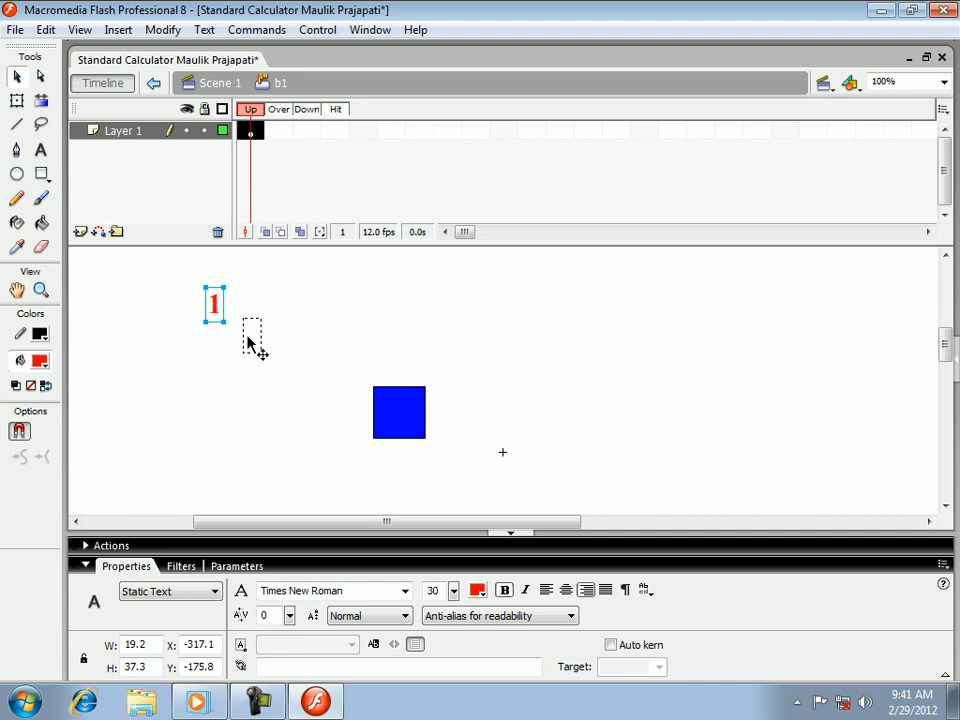 Macromedia Flash Professional 8 - [Standard Calculator Maulik Prajapati*]
File Edit View Insert Modify Text Commands Control Window Help
Tools
Standard Calculator Maulik Prajapati*
Timeline Scene 1 b1 100%
Up Over Down Hit
Layer 1
1 12.0 fps 0.0s
View
Colors
Options
1
Actions
Properties Filters Parameters
A Static Text A Times New Roman 30 B I
A|V 0 Normal Anti-alias for readability
W: 19.2 X: -317.1 Auto kern
H: 37.3 Y: -175.8 Target:
9:41 AM
2/29/2012